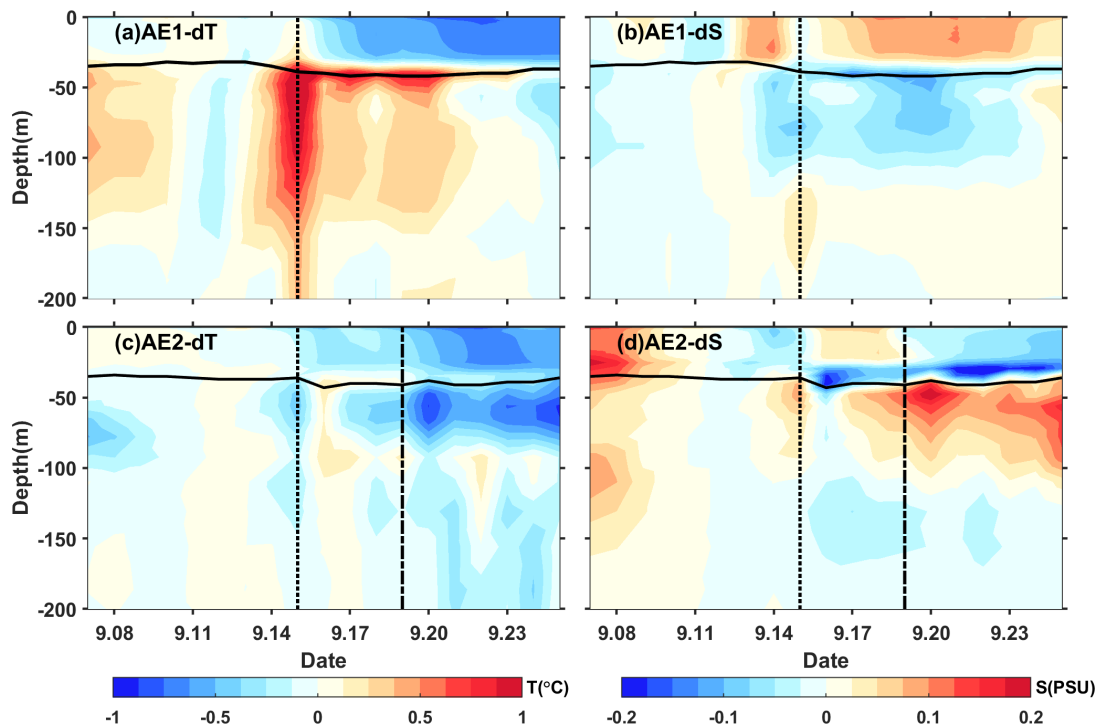 (a)AE1-dT
(b)AE1-dS
0
-50
-100
-150
-200
Depth(m)
0
-50
-100
-150
-200
(c)AE2-dT
(d)AE2-dS
0
-50
-100
-150
-200
Depth(m)
0
-50
-100
-150
-200
9.08 9.11 9.14 9.17 9.20 9.23
9.08 9.11 9.14 9.17 9.20 9.23
Date
Date
T(°C)
-1 -0.5 0 0.5 1
S(PSU)
-0.2 -0.1 0 0.1 0.2